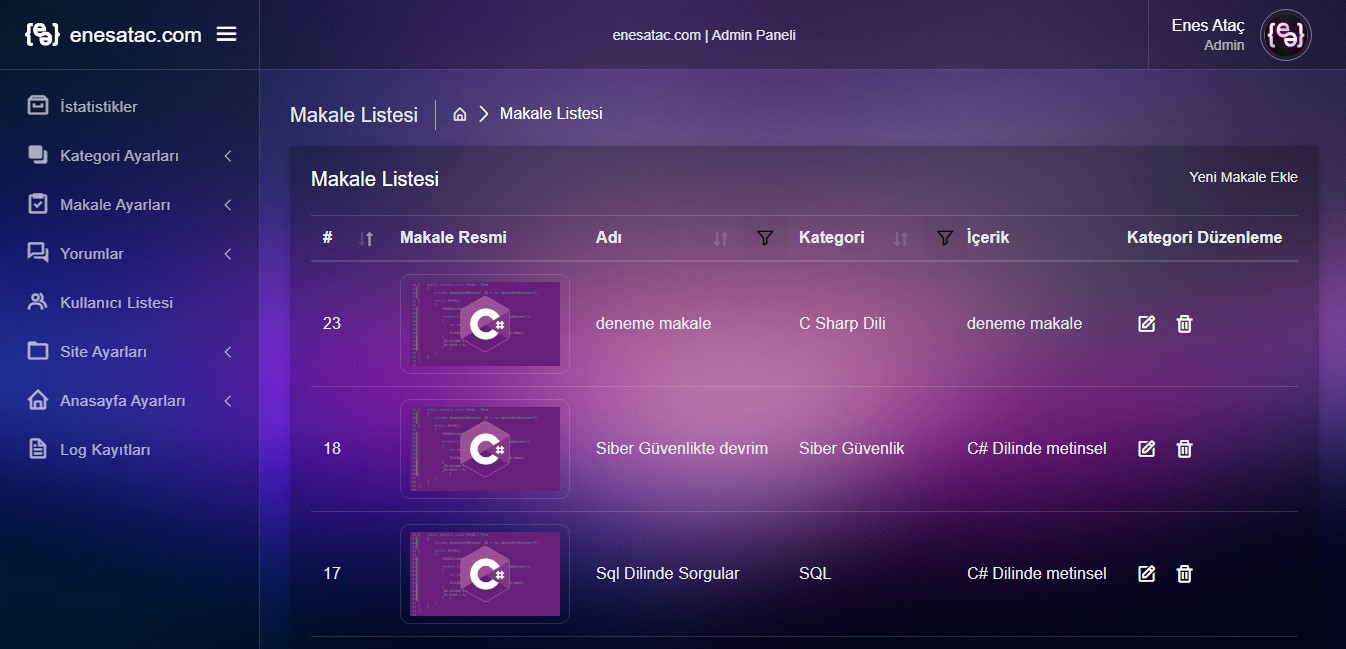 {ee} enesatac.com
enesatac.com | Admin Paneli
Enes Ataç
Admin
{ee}
İstatistikler
Kategori Ayarları
Makale Ayarları
Yorumlar
Kullanıcı Listesi
Site Ayarları
Anasayfa Ayarları
Log Kayıtları
Makale Listesi
Makale Listesi
Makale Listesi
Yeni Makale Ekle
# Makale Resmi Adı Kategori İçerik Kategori Düzenleme
23 C# deneme makale C Sharp Dili deneme makale
18 C# Siber Güvenlikte devrim Siber Güvenlik C# Dilinde metinsel
17 C# Sql Dilinde Sorgular SQL C# Dilinde metinsel